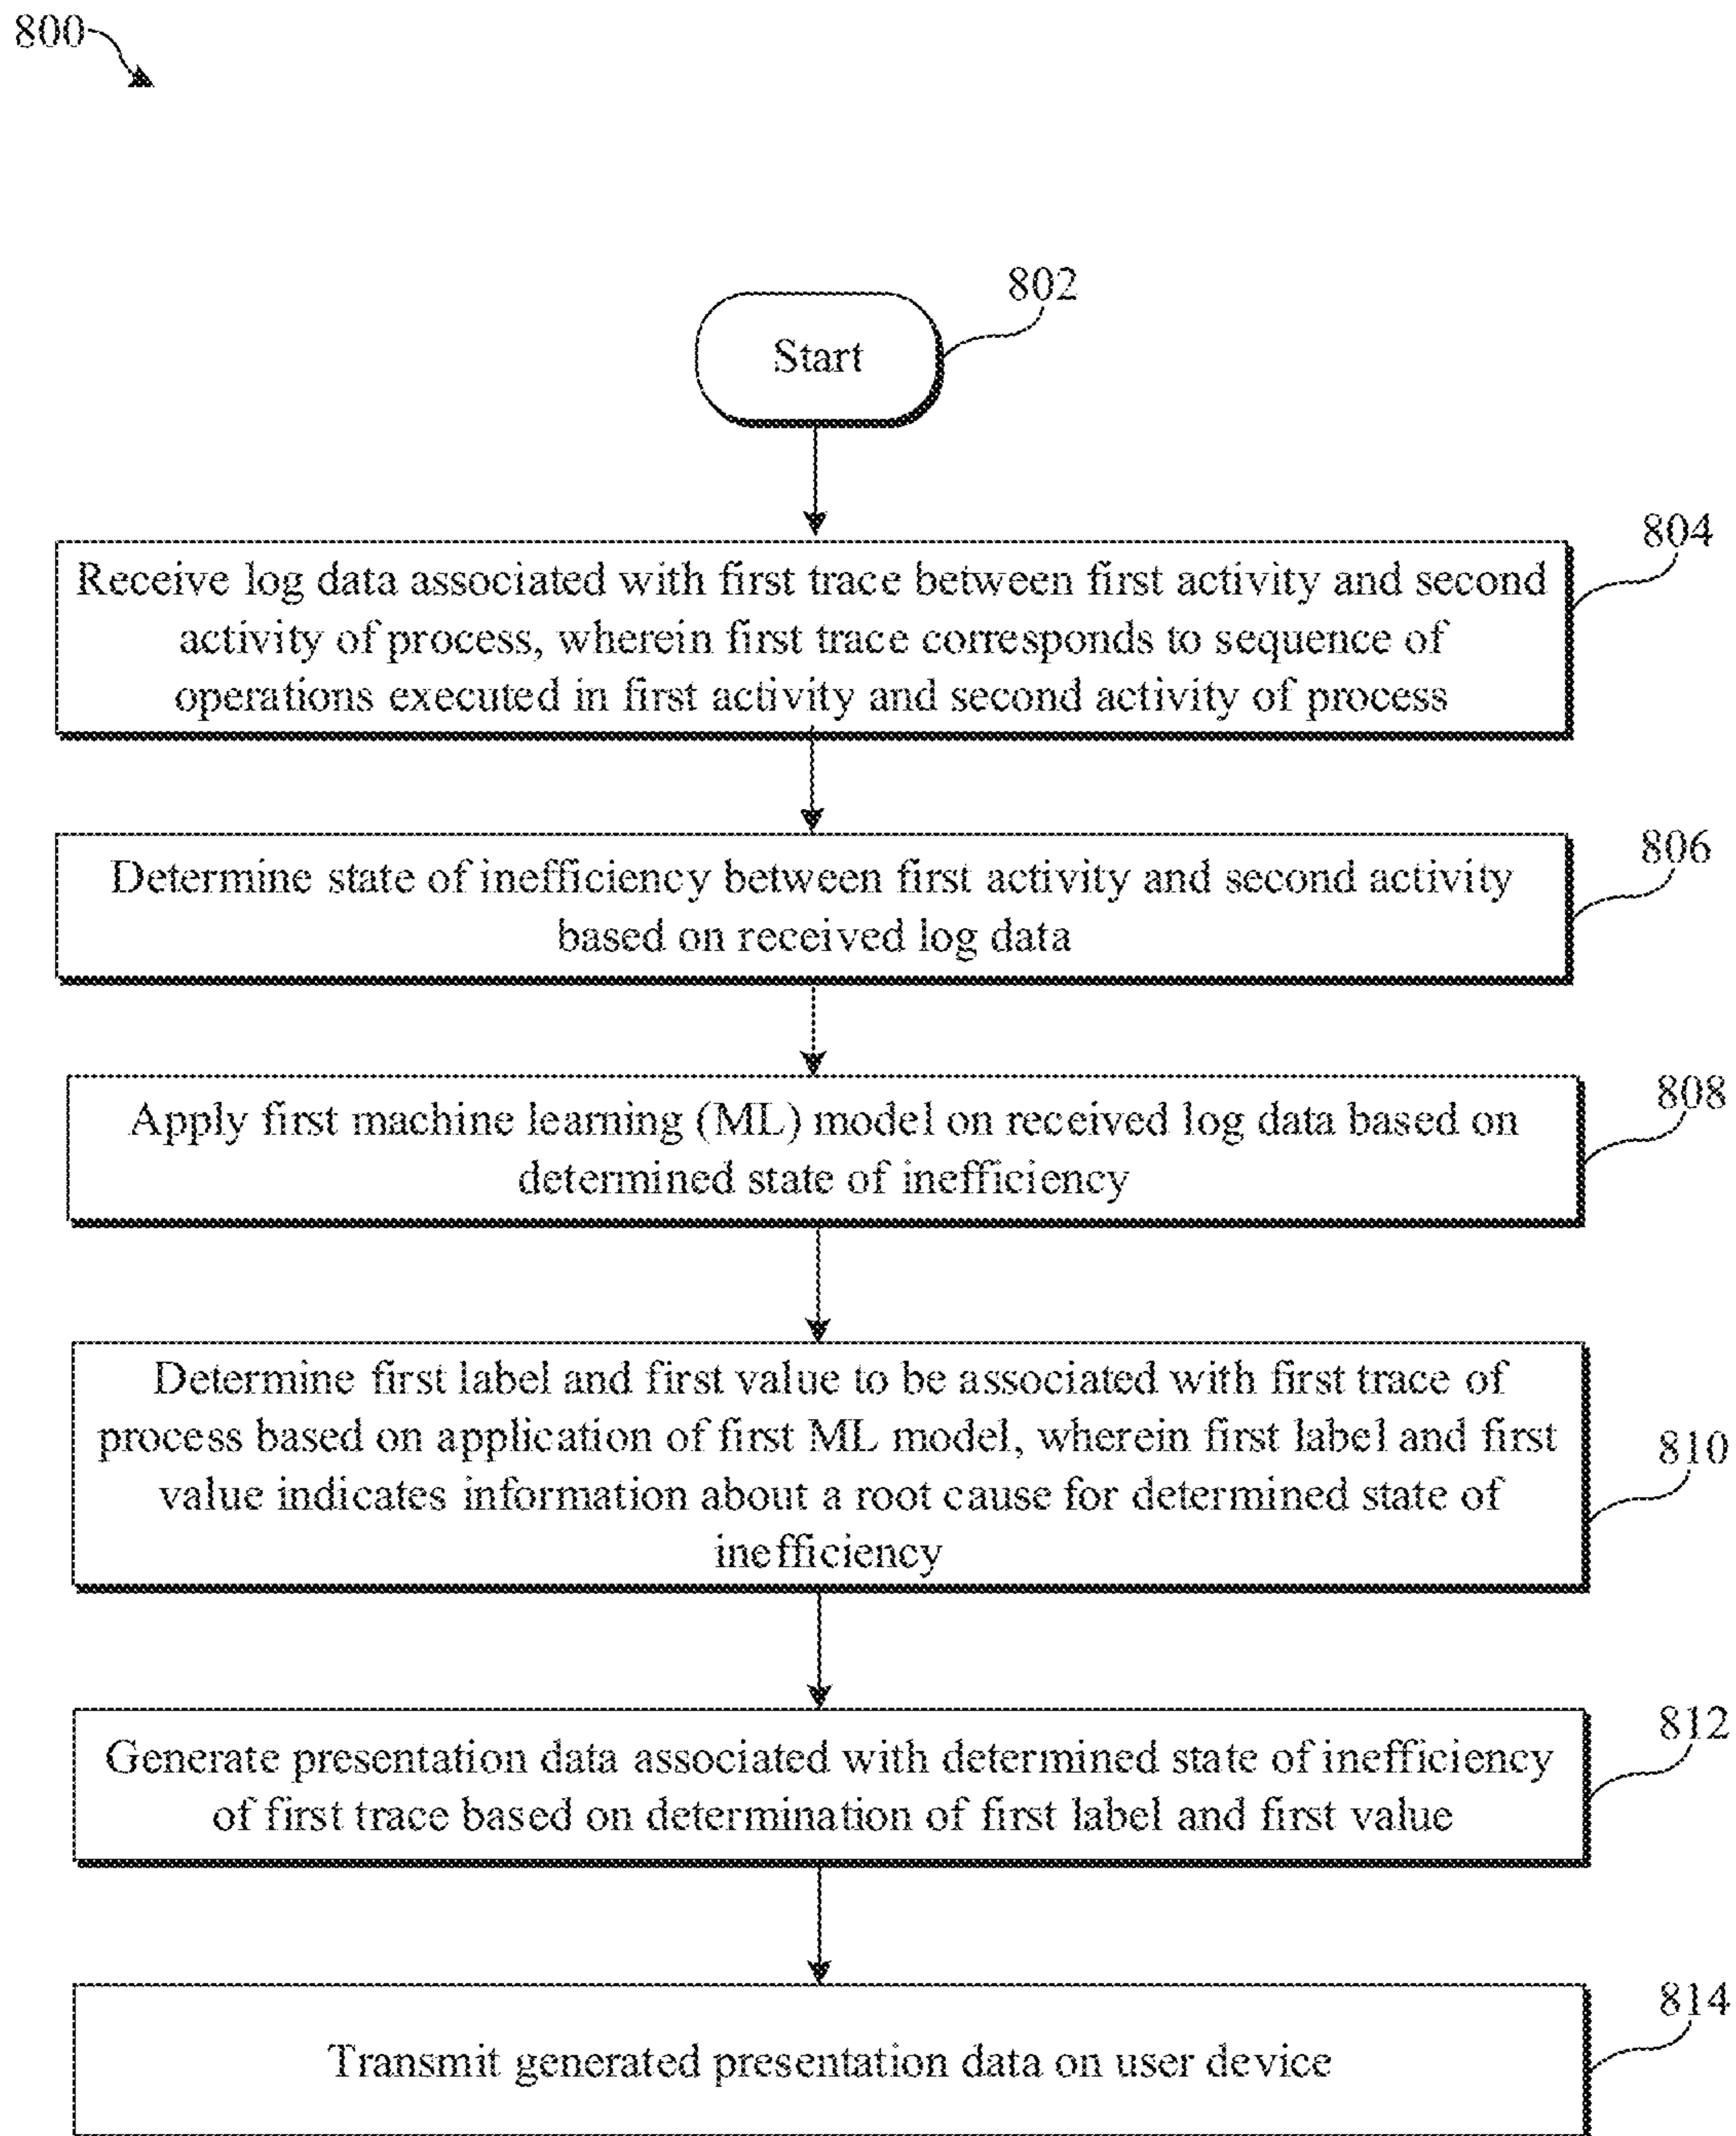 800
802
Start
804
Receive log data associated with first trace between first activity and second
activity of process, wherein first trace corresponds to sequence of
operations executed in first activity and second activity of process
806
Determine state of inefficiency between first activity and second activity
based on received log data
808
Apply first machine learning (ML) model on received log data based on
determined state of inefficiency
Determine first label and first value to be associated with first trace of
process based on application of first ML model, wherein first label and first
810
value indicates information about a root cause for determined state of
inefficiency
812
Generate presentation data associated with determined state of inefficiency
of first trace based on determination of first label and first value
814
Transmit generated presentation data on user device